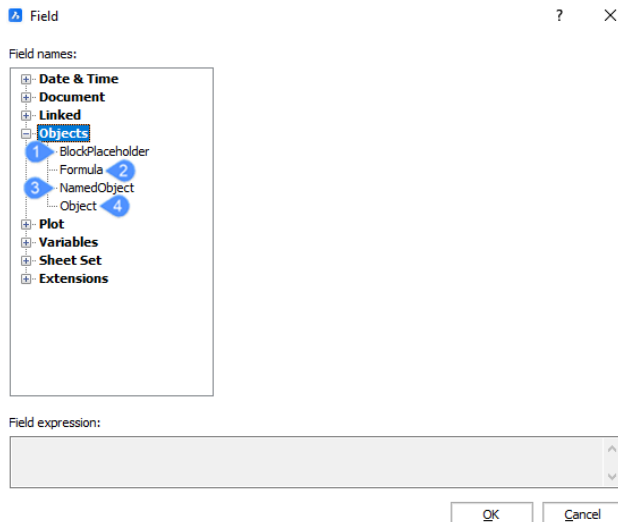 Field
?
Field names:
Date & Time
Document
Linked
Objects
1 BlockPlaceholder
Formula 2
3 NamedObject
Object 4
Plot
Variables
Sheet Set
Extensions
Field expression:
OK Cancel